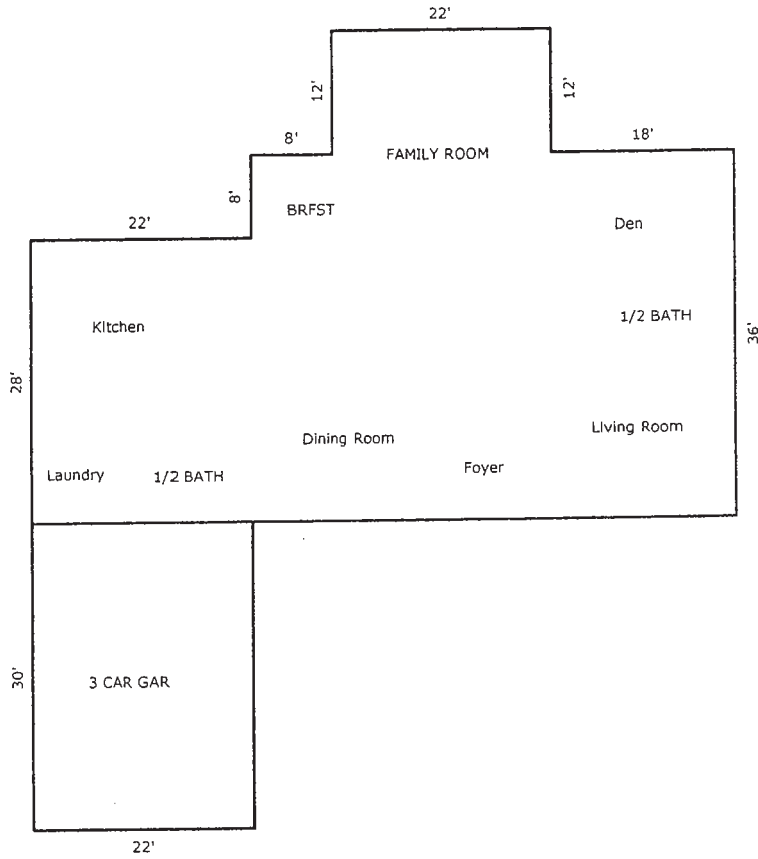 22'
12'
12'
8'
18'
FAMILY ROOM
8'
BRFST
22'
Den
Kitchen
1/2 BATH
36'
28'
Dining Room
Living Room
Foyer
Laundry
1/2 BATH
30'
3 CAR GAR
22'